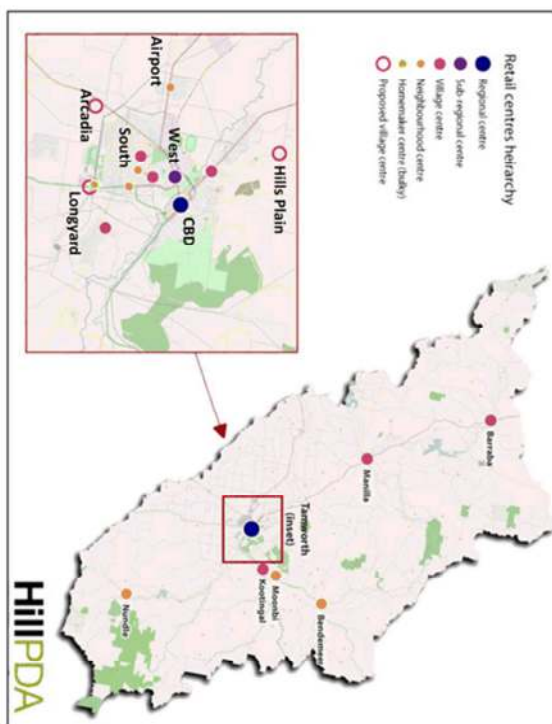 Retail centres heirarchy
Regional centre
Sub-regional centre
Village centre
Neighbourhood centre
Homemaker centre (bulky)
Proposed village centre
Barraba
Manilla
Tamworth
(inset)
Bendemeer
Moonbi
Kootingal
Nundle
Hills Plain
Airport
West
CBD
South
Arcadia
Longyard
HillPDA